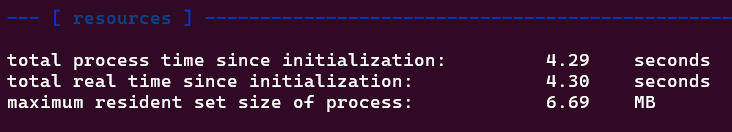 --- [ resources ] ------------------------------------------------
total process time since initialization: 4.29 seconds
total real time since initialization: 4.30 seconds
maximum resident set size of process: 6.69 MB